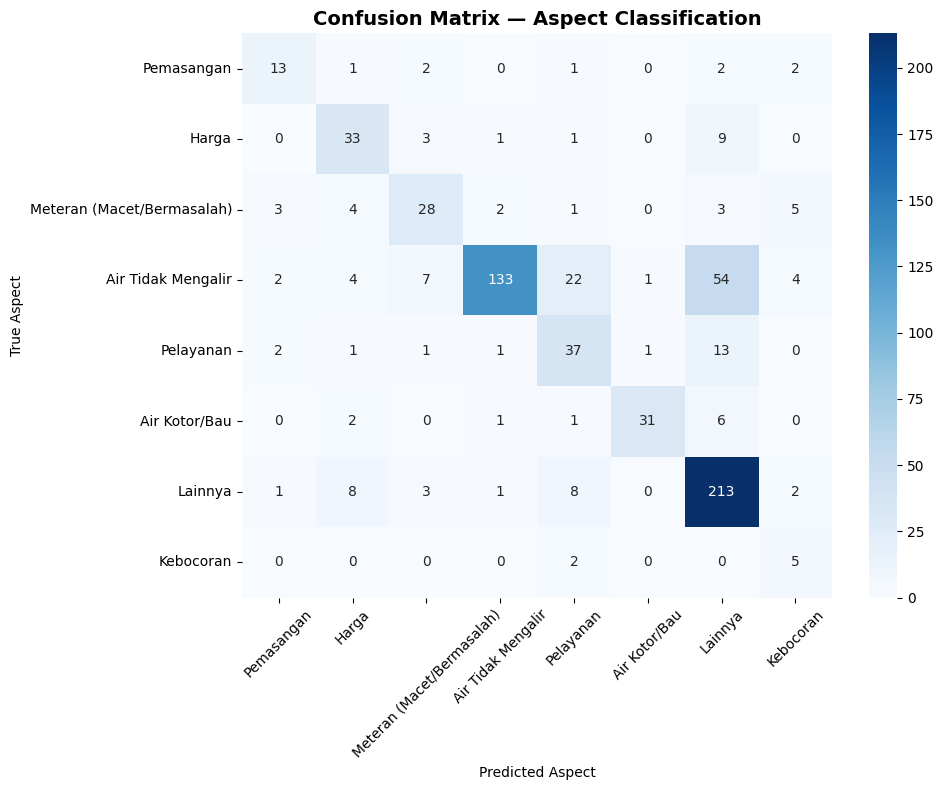 Confusion Matrix — Aspect Classification
True Aspect
Pemasangan 13 1 2 0 1 0 2 2
Harga 0 33 3 1 1 0 9 0
Meteran (Macet/Bermasalah) 3 4 28 2 1 0 3 5
Air Tidak Mengalir 2 4 7 133 22 1 54 4
Pelayanan 2 1 1 1 37 1 13 0
Air Kotor/Bau 0 2 0 1 1 31 6 0
Lainnya 1 8 3 1 8 0 213 2
Kebocoran 0 0 0 0 2 0 0 5
Pemasangan
Harga
Meteran (Macet/Bermasalah)
Air Tidak Mengalir
Pelayanan
Air Kotor/Bau
Lainnya
Kebocoran
Predicted Aspect
200
175
150
125
100
75
50
25
0